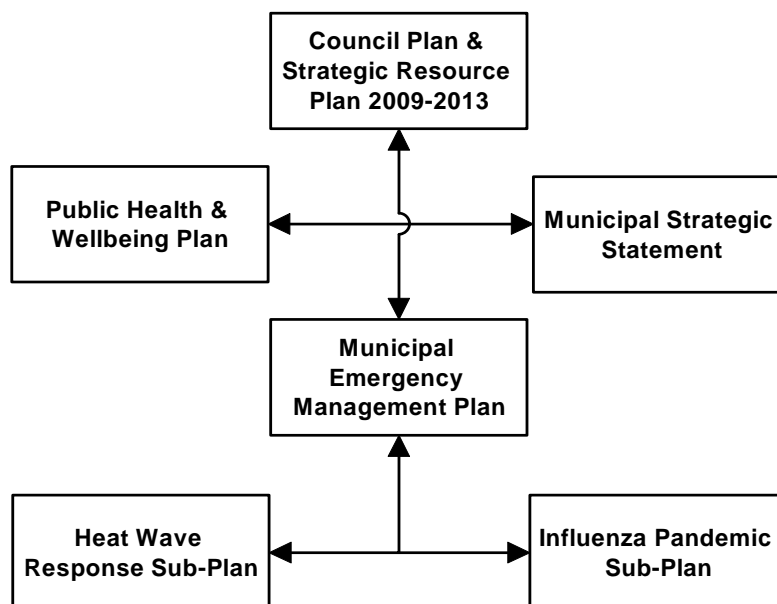 Council Plan &
Strategic Resource
Plan 2009-2013
Public Health &
Wellbeing Plan
Municipal Strategic
Statement
Municipal
Emergency
Management Plan
Heat Wave
Response Sub-Plan
Influenza Pandemic
Sub-Plan